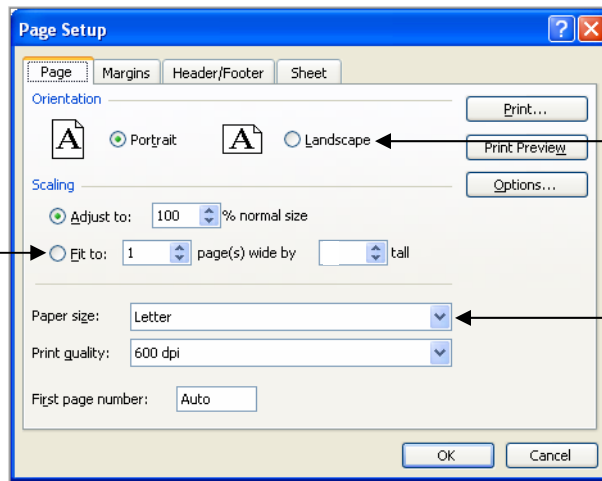 Page Setup
Page Margins Header/Footer Sheet
Orientation
A Portrait A Landscape
Print...
Print Preview
Scaling
Options...
Adjust to: 100 % normal size
Fit to: 1 page(s) wide by tall
Paper size: Letter
Print quality: 600 dpi
First page number: Auto
OK Cancel